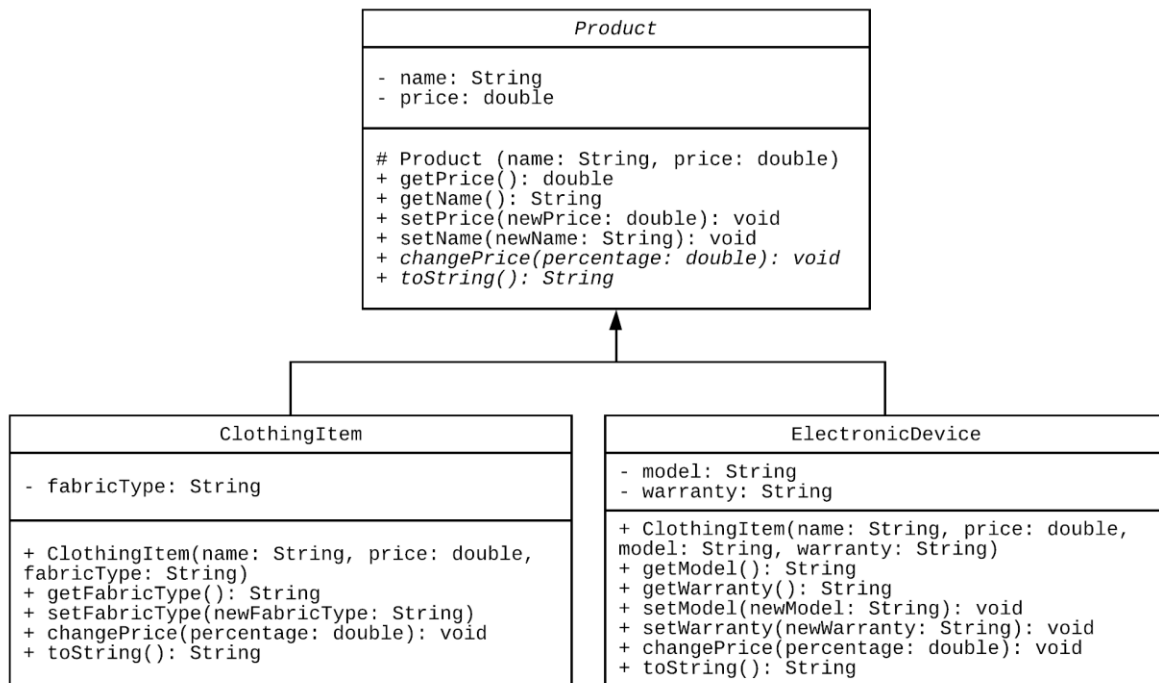 Product
- name: String
- price: double
# Product (name: String, price: double)
+ getPrice(): double
+ getName(): String
+ setPrice(newPrice: double): void
+ setName(newName: String): void
+ changePrice(percentage: double): void
+ toString(): String
ClothingItem
- fabricType: String
+ ClothingItem(name: String, price: double,
fabricType: String)
+ getFabricType(): String
+ setFabricType(newFabricType: String)
+ changePrice(percentage: double): void
+ toString(): String
ElectronicDevice
- model: String
- warranty: String
+ ClothingItem(name: String, price: double,
model: String, warranty: String)
+ getModel(): String
+ getWarranty(): String
+ setModel(newModel: String): void
+ setWarranty(newWarranty: String): void
+ changePrice(percentage: double): void
+ toString(): String